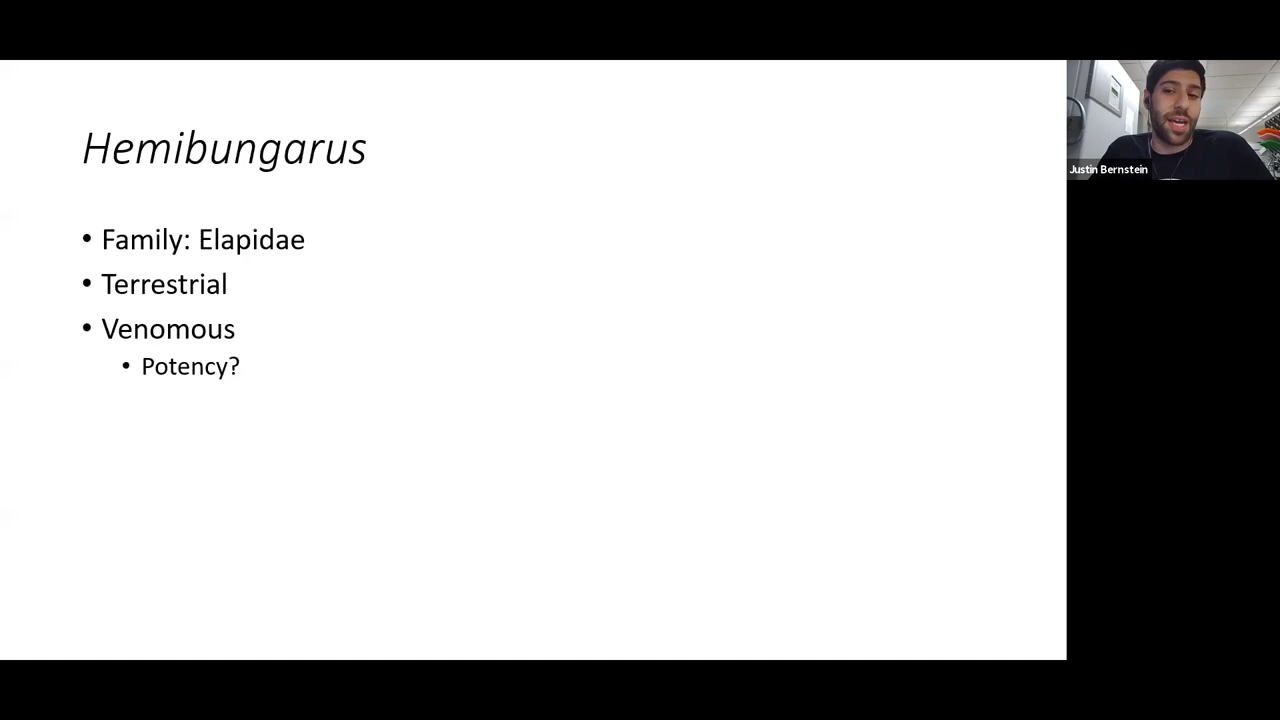 Hemibungarus
• Family: Elapidae
• Terrestrial
• Venomous
• Potency?
Justin Bernstein